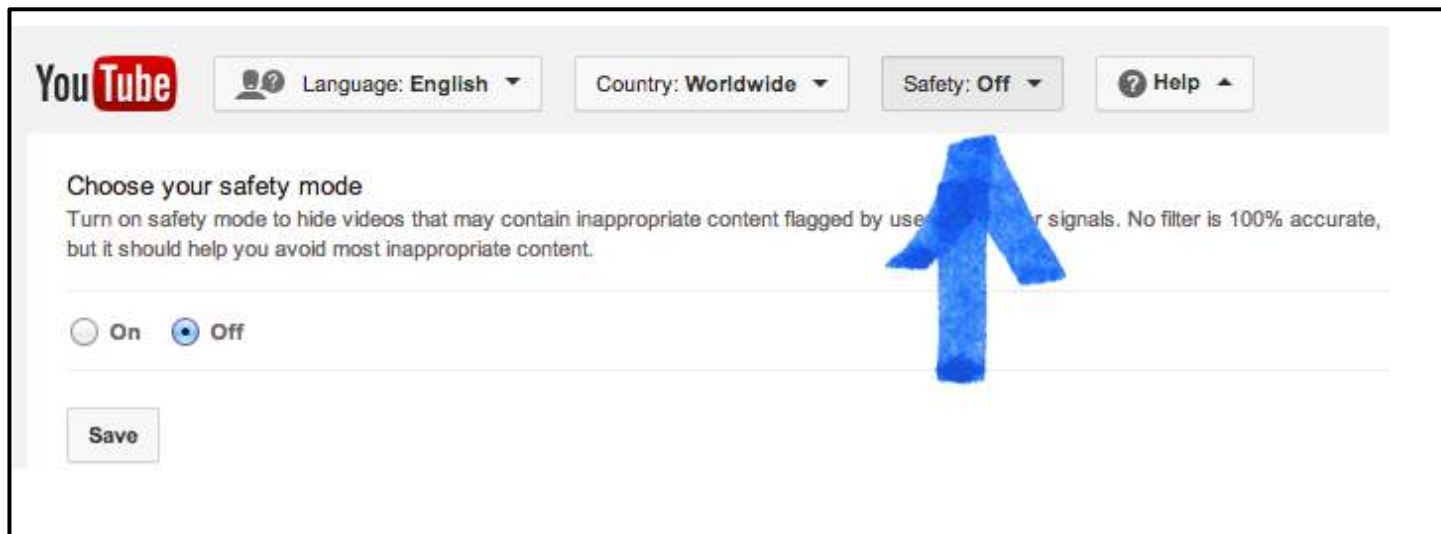 YouTube Language: English Country: Worldwide Safety: Off Help
Choose your safety mode
Turn on safety mode to hide videos that may contain inappropriate content flagged by use r signals. No filter is 100% accurate,
but it should help you avoid most inappropriate content.
On Off
Save